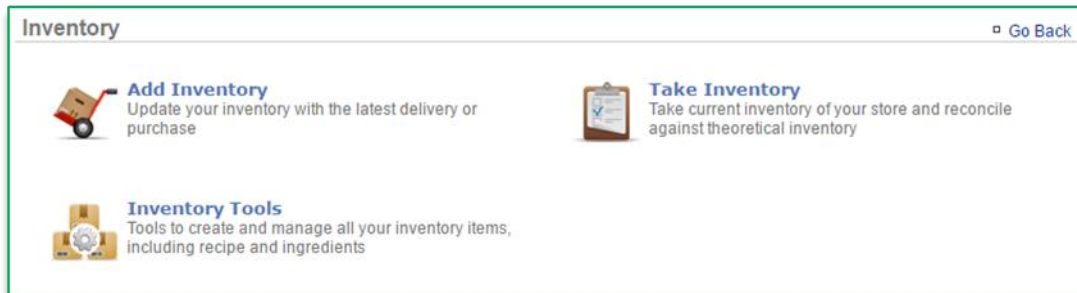 Inventory
Go Back
Add Inventory
Update your inventory with the latest delivery or
purchase
Take Inventory
Take current inventory of your store and reconcile
against theoretical inventory
Inventory Tools
Tools to create and manage all your inventory items,
including recipe and ingredients